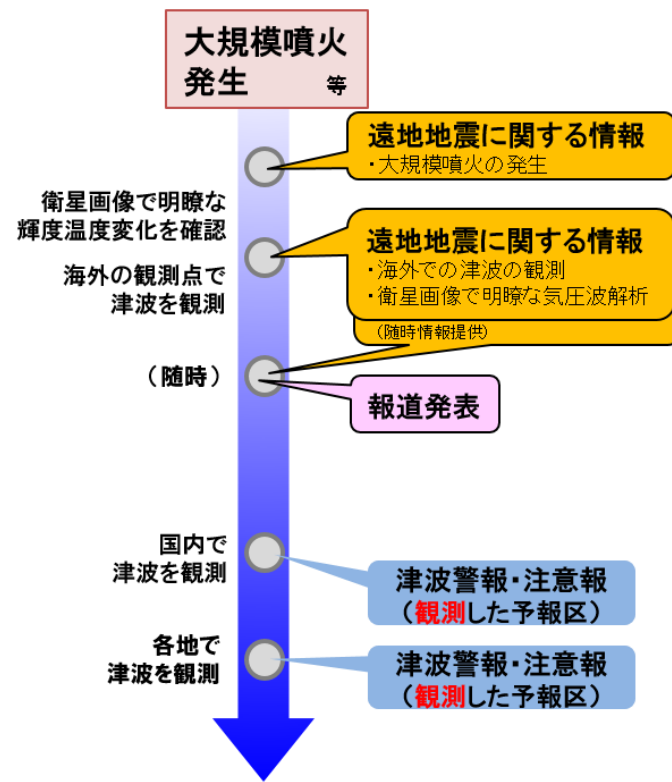 大規模噴火
発生 等
遠地地震に関する情報
・大規模噴火の発生
衛星画像で明瞭な
輝度温度変化を確認
海外の観測点で
津波を観測
遠地地震に関する情報
・海外での津波の観測
・衛星画像で明瞭な気圧波解析
(随時情報提供)
(随時)
報道発表
国内で
津波を観測
津波警報・注意報
(観測した予報区)
各地で
津波を観測
津波警報・注意報
(観測した予報区)